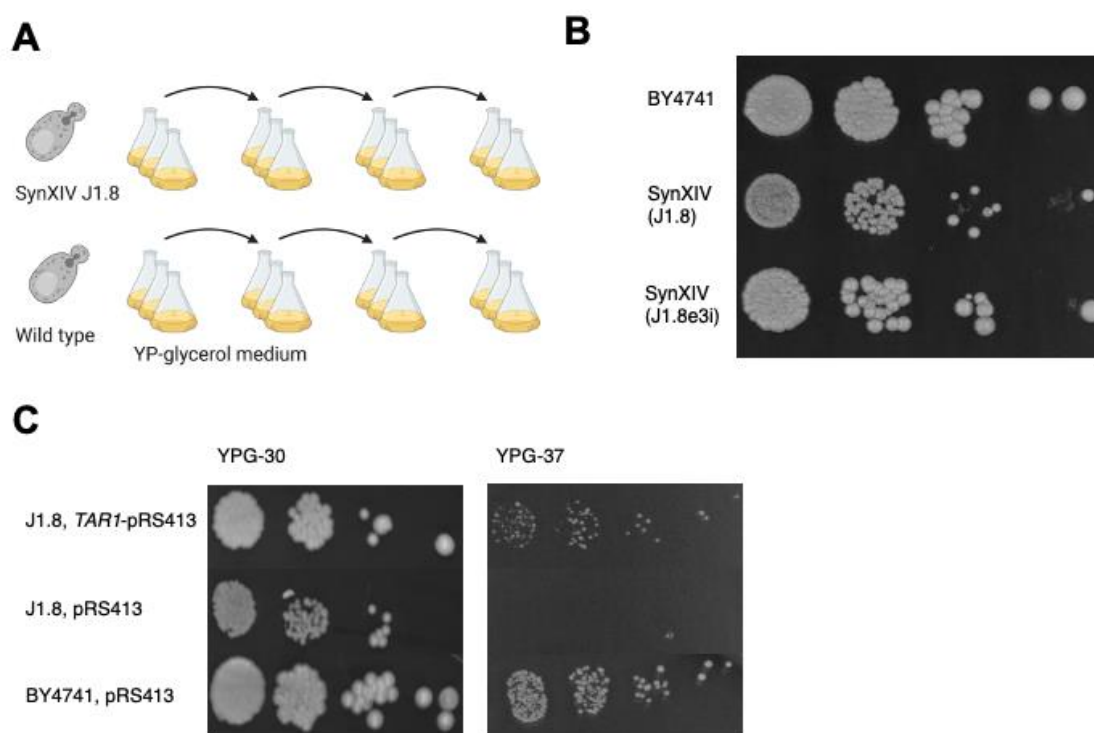 A
SynXIV J1.8
Wild type
YP-glycerol medium
B
BY4741
SynXIV
(J1.8)
SynXIV
(J1.8e3i)
C
YPG-30
YPG-37
J1.8, TAR1-pRS413
J1.8, pRS413
BY4741, pRS413